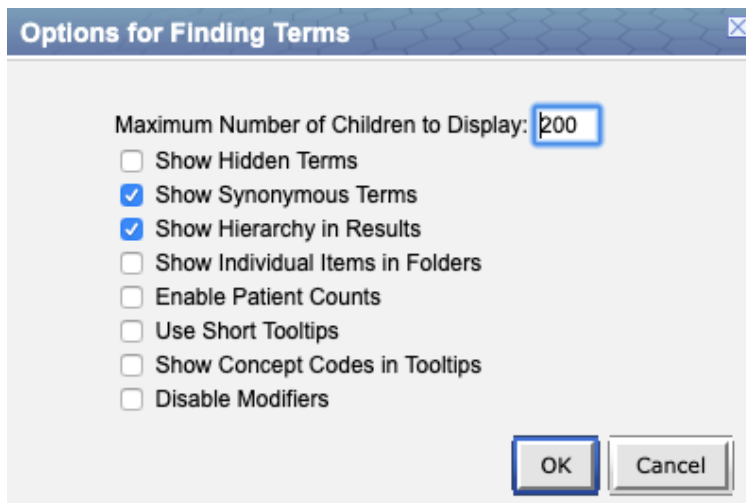 Options for Finding Terms
Maximum Number of Children to Display: 200
Show Hidden Terms
Show Synonymous Terms
Show Hierarchy in Results
Show Individual Items in Folders
Enable Patient Counts
Use Short Tooltips
Show Concept Codes in Tooltips
Disable Modifiers
OK Cancel